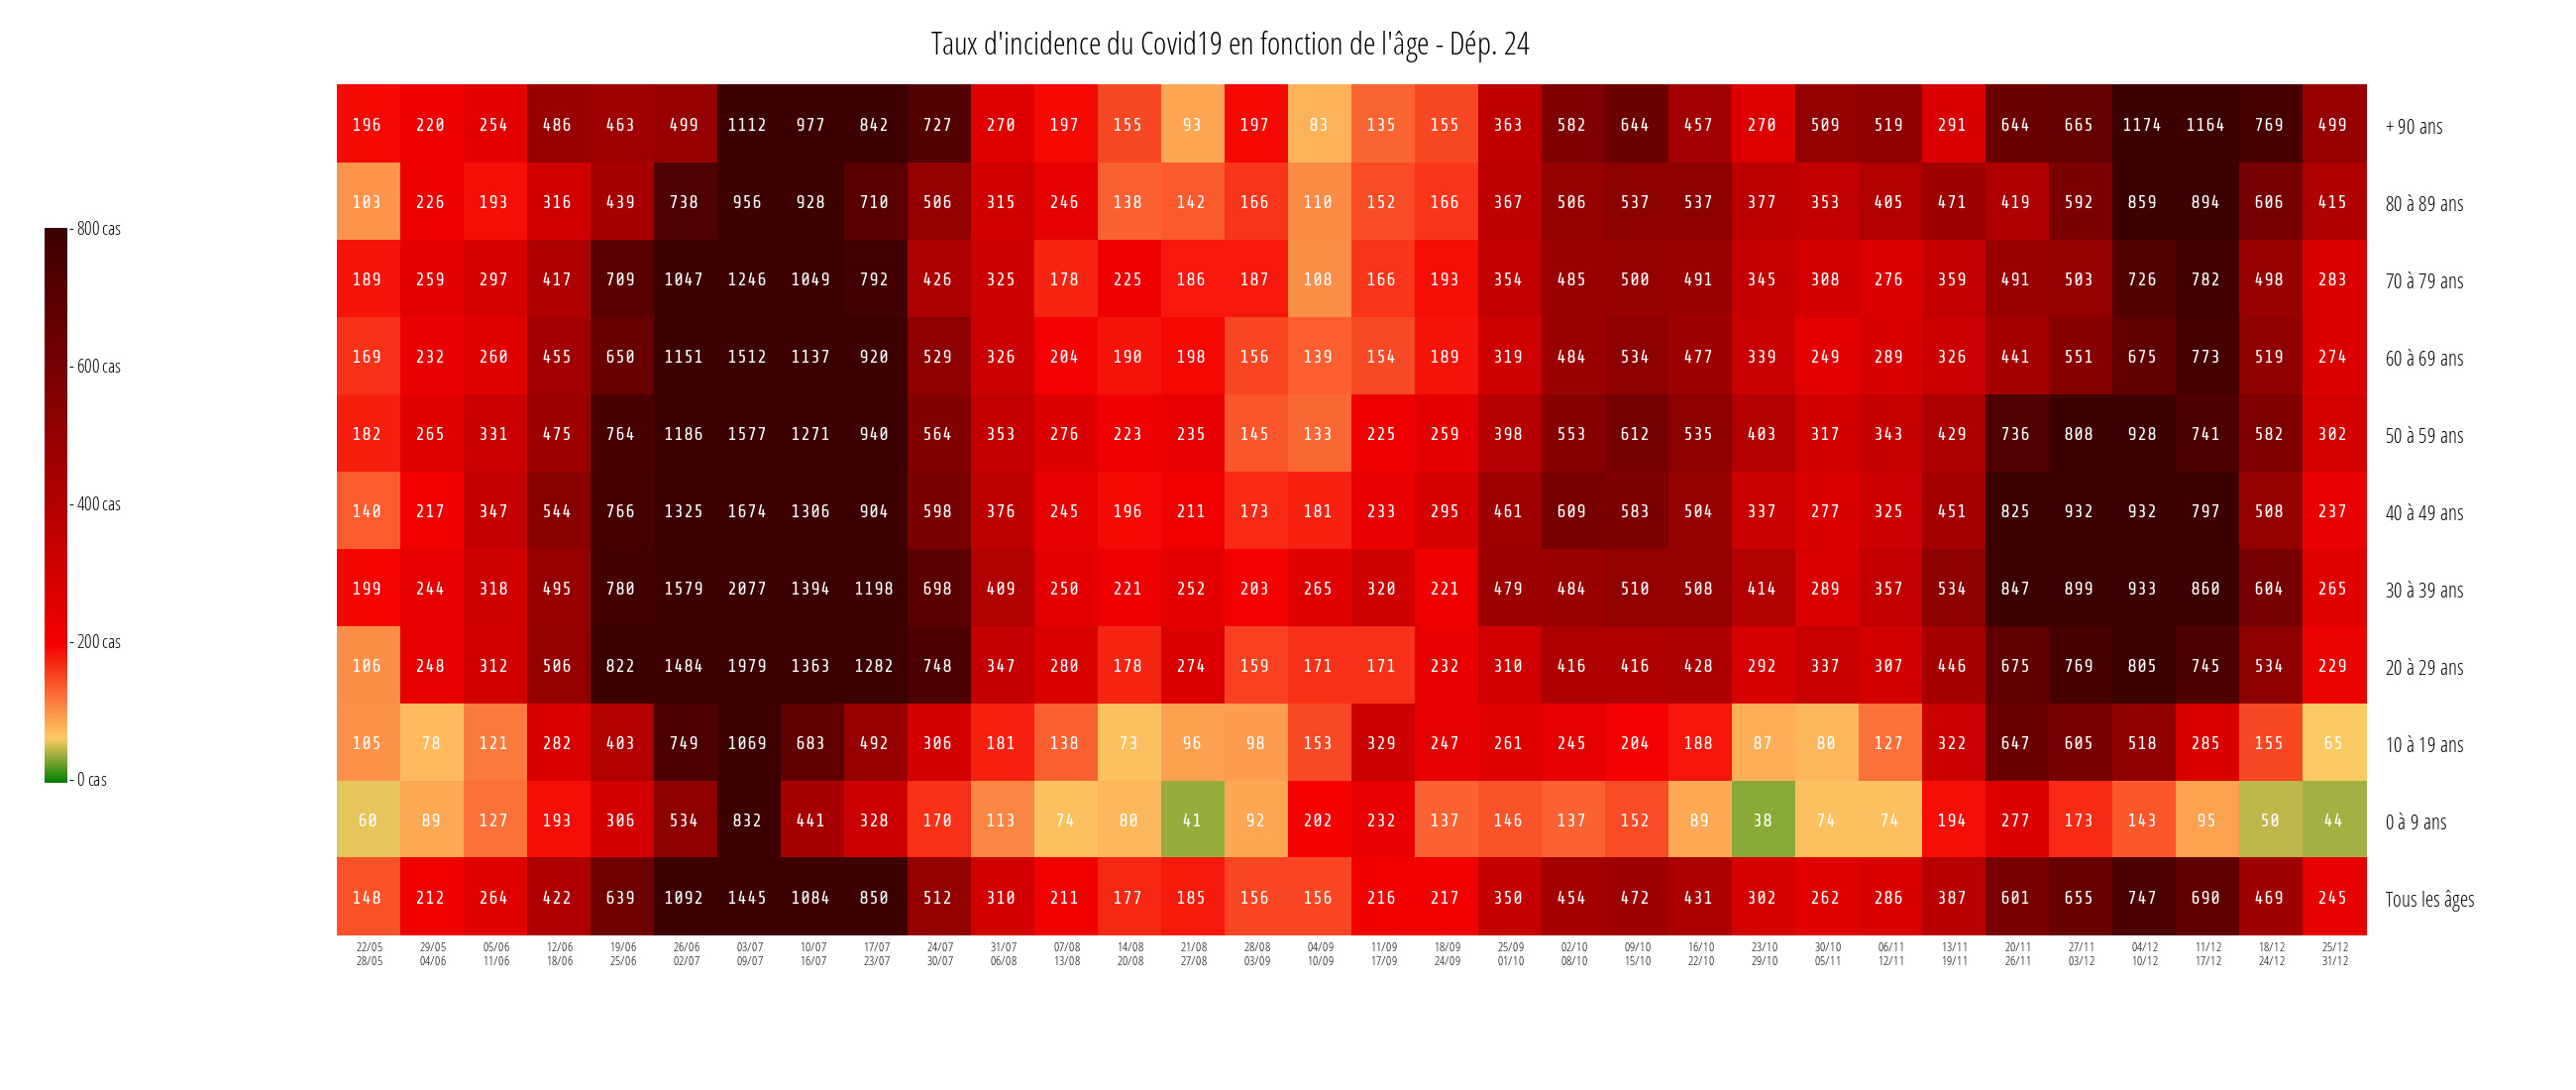 Taux d'incidence du Covid19 en fonction de l'âge - Dép. 24
196 220 254 486 463 499 1112 977 842 727 270 197 155 93 197 83 135 155 363 582 644 457 270 509 519 291 644 665 1174 1164 769 499 + 90 ans
103 226 193 316 439 738 956 928 710 506 315 246 138 142 166 110 152 166 367 506 537 537 377 353 405 471 419 592 859 894 606 415 80 à 89 ans
- 800 cas
189 259 297 417 709 1047 1246 1049 792 426 325 178 225 186 187 108 166 193 354 485 500 491 345 308 276 359 491 503 726 782 498 283 70 à 79 ans
169 232 260 455 650 1151 1512 1137 920 529 326 204 190 198 156 139 154 189 319 484 534 477 339 249 289 326 441 551 675 773 519 274 60 à 69 ans
- 600 cas
182 265 331 475 764 1186 1577 1271 940 564 353 276 223 235 145 133 225 259 398 553 612 535 403 317 343 429 736 808 928 741 582 302 50 à 59 ans
- 400 cas
140 217 347 544 766 1325 1674 1306 904 598 376 245 196 211 173 181 233 295 461 609 583 504 337 277 325 451 825 932 932 797 508 237 40 à 49 ans
199 244 318 495 780 1579 2077 1394 1198 698 409 250 221 252 203 265 320 221 479 484 510 508 414 289 357 534 847 899 933 860 604 265 30 à 39 ans
- 200 cas
106 248 312 506 822 1484 1979 1363 1282 748 347 280 178 274 159 171 171 232 310 416 416 428 292 337 307 446 675 769 805 745 534 229 20 à 29 ans
105 78 121 282 403 749 1069 683 492 306 181 138 73 96 98 153 329 247 261 245 204 188 87 80 127 322 647 605 518 285 155 65 10 à 19 ans
- 0 cas
60 89 127 193 306 534 832 441 328 170 113 74 80 41 92 202 232 137 146 137 152 89 38 74 74 194 277 173 143 95 50 44 0 à 9 ans
148 212 264 422 639 1092 1445 1084 850 512 310 211 177 185 156 156 216 217 350 454 472 431 302 262 286 387 601 655 747 690 469 245 Tous les âges
22/05 29/05 05/06 12/06 19/06 26/06 03/07 10/07 17/07 24/07 31/07 07/08 14/08 21/08 28/08 04/09 11/09 18/09 25/09 02/10 09/10 16/10 23/10 30/10 06/11 13/11 20/11 27/11 04/12 11/12 18/12 25/12
28/05 04/06 11/06 18/06 25/06 02/07 09/07 16/07 23/07 30/07 06/08 13/08 20/08 27/08 03/09 10/09 17/09 24/09 01/10 08/10 15/10 22/10 29/10 05/11 12/11 19/11 26/11 03/12 10/12 17/12 24/12 31/12